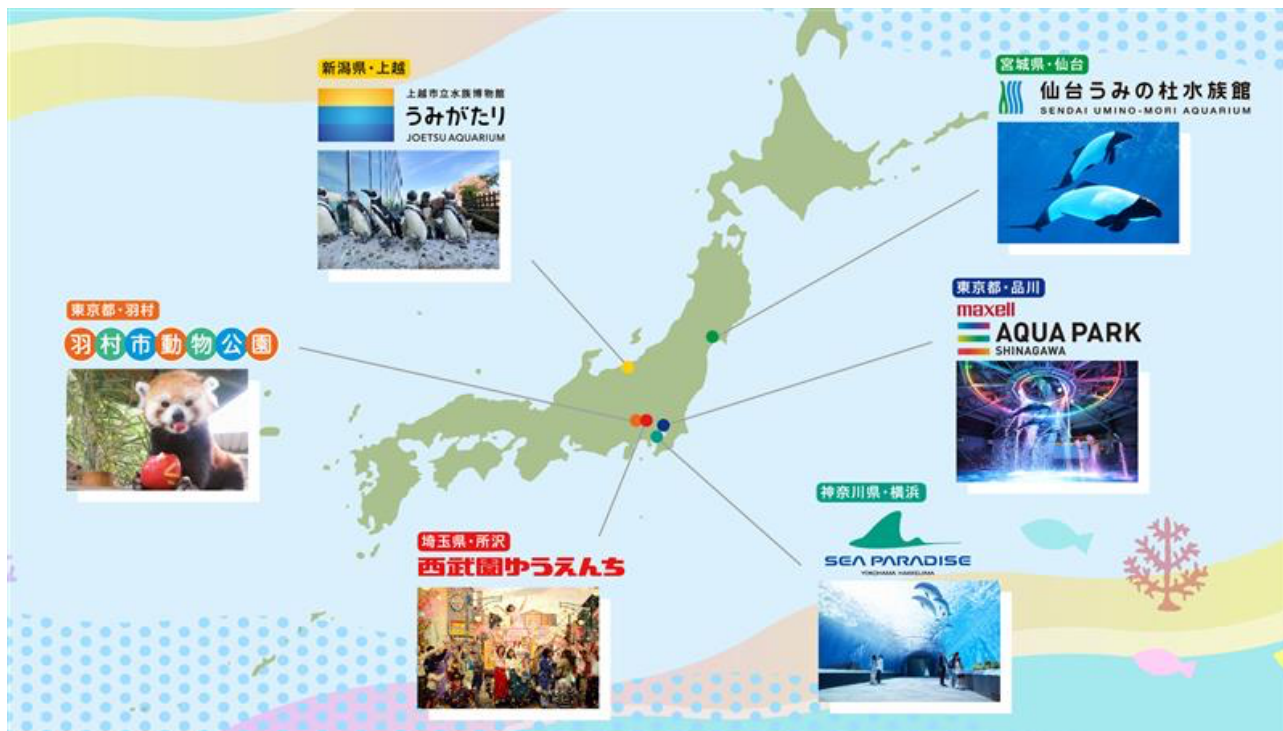 新潟県・上越
上越市立水族博物館
うみがたり
JOETSU AQUARIUM
宮城県・仙台
仙台うみの杜水族館
SENDAI UMINO-MORI AQUARIUM
東京都・羽村
羽村市動物公園
東京都・品川
maxell
AQUA PARK
SHINAGAWA
埼玉県・所沢
西武園ゆうえんち
神奈川県・横浜
SEA PARADISE
YOKOHAMA HAKKEIJIMA